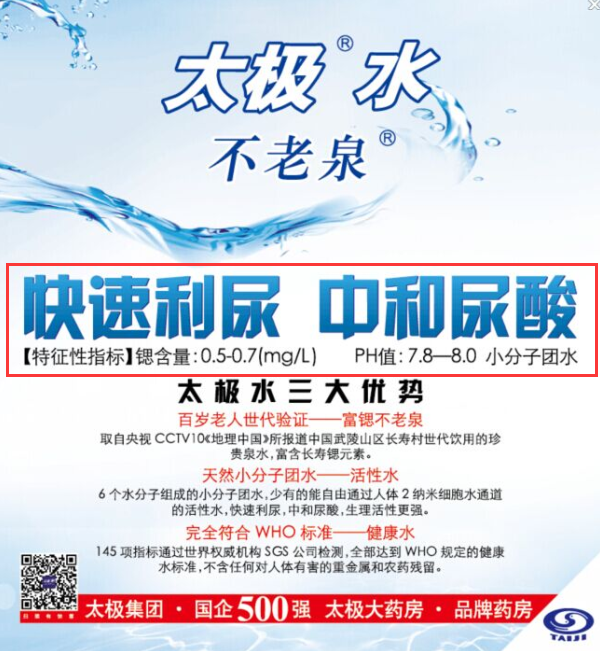 太极® 水
不老泉®
快速利尿 中和尿酸
【特征性指标】锶含量：0.5-0.7(mg/L) PH值：7.8—8.0 小分子团水
太极水三大优势
百岁老人世代验证——富锶不老泉
取自央视 CCTV10《地理中国》所报道中国武陵山区长寿村世代饮用的珍
贵泉水，富含长寿锶元素。
天然小分子团水——活性水
6 个水分子组成的小分子团水，少有的能自由通过人体 2 纳米细胞水通道
的活性水，快速利尿，中和尿酸，生理活性更强。
完全符合 WHO 标准——健康水
145 项指标通过世界权威机构 SGS 公司检测，全部达到 WHO 规定的健康
水标准，不含任何对人体有害的重金属和农药残留。
太极集团・国企500强 太极大药房・品牌药房
TAIJI